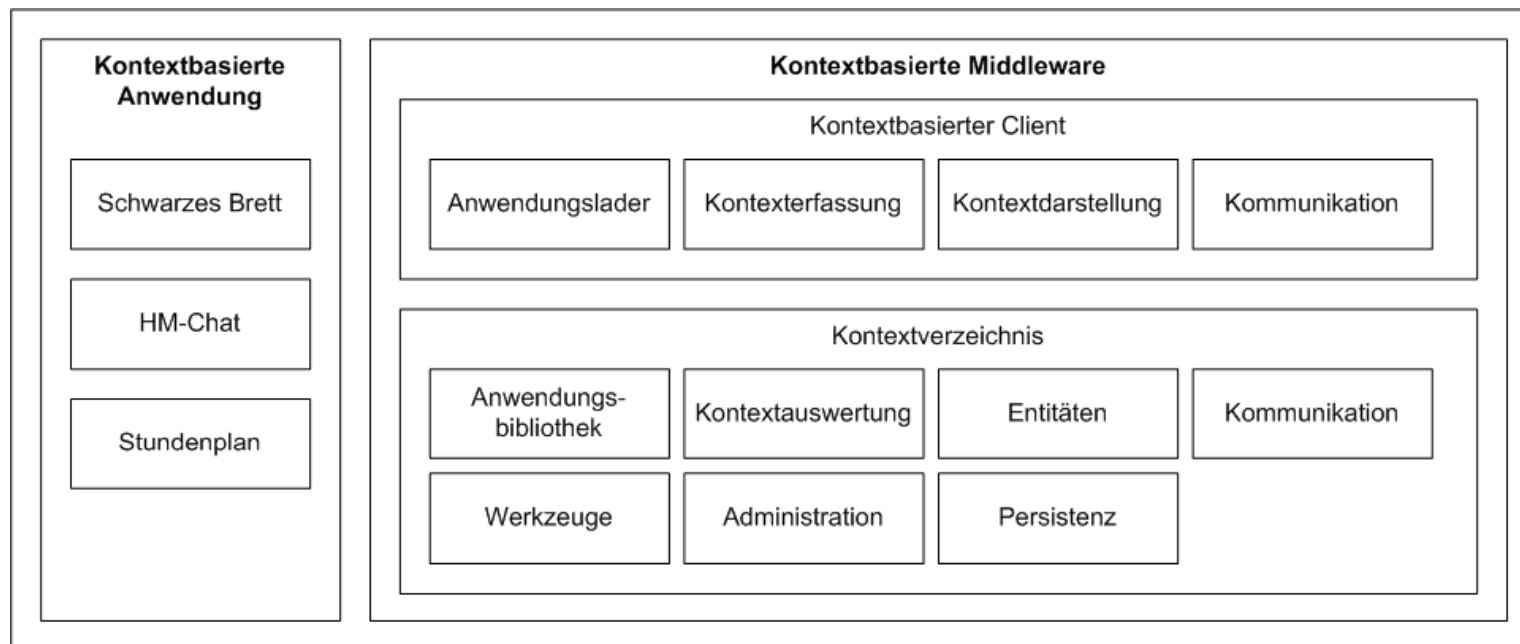 Kontextbasierte
Anwendung
Schwarzes Brett
HM-Chat
Stundenplan
Kontextbasierte Middleware
Kontextbasierter Client
Anwendungslader
Kontexterfassung
Kontextdarstellung
Kommunikation
Kontextverzeichnis
Anwendungs-
bibliothek
Kontextauswertung
Entitäten
Kommunikation
Werkzeuge
Administration
Persistenz